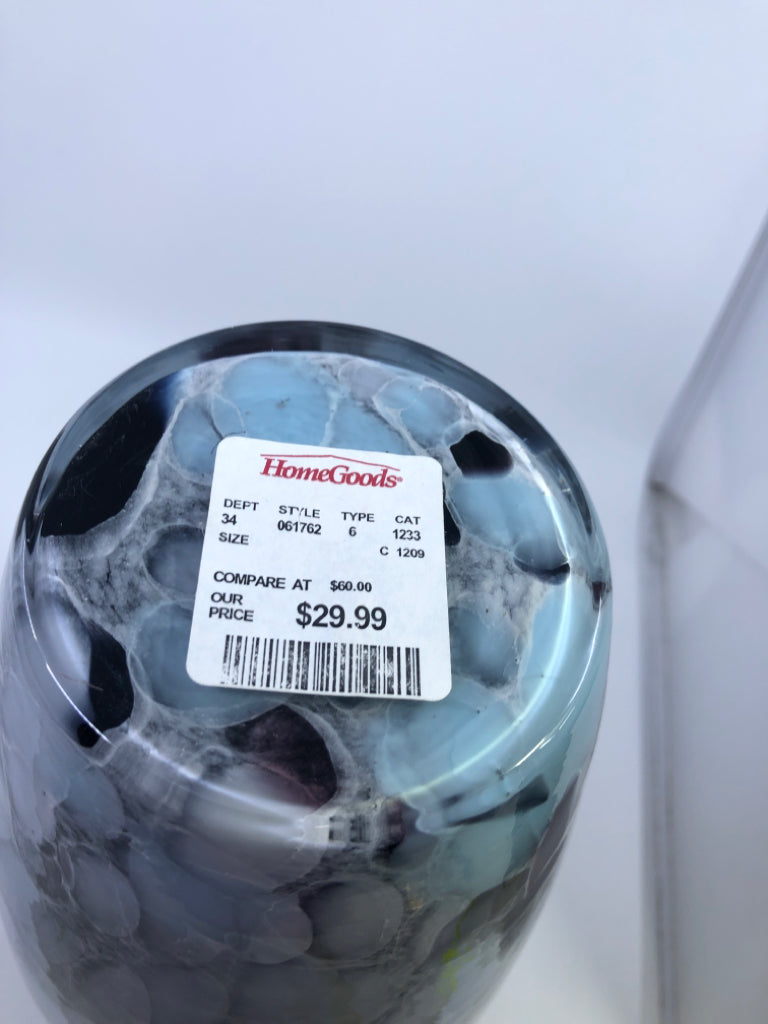 HomeGoods®
DEPT STYLE TYPE CAT
34 061762 6 1233
SIZE C 1209
COMPARE AT $60.00
OUR
PRICE $29.99